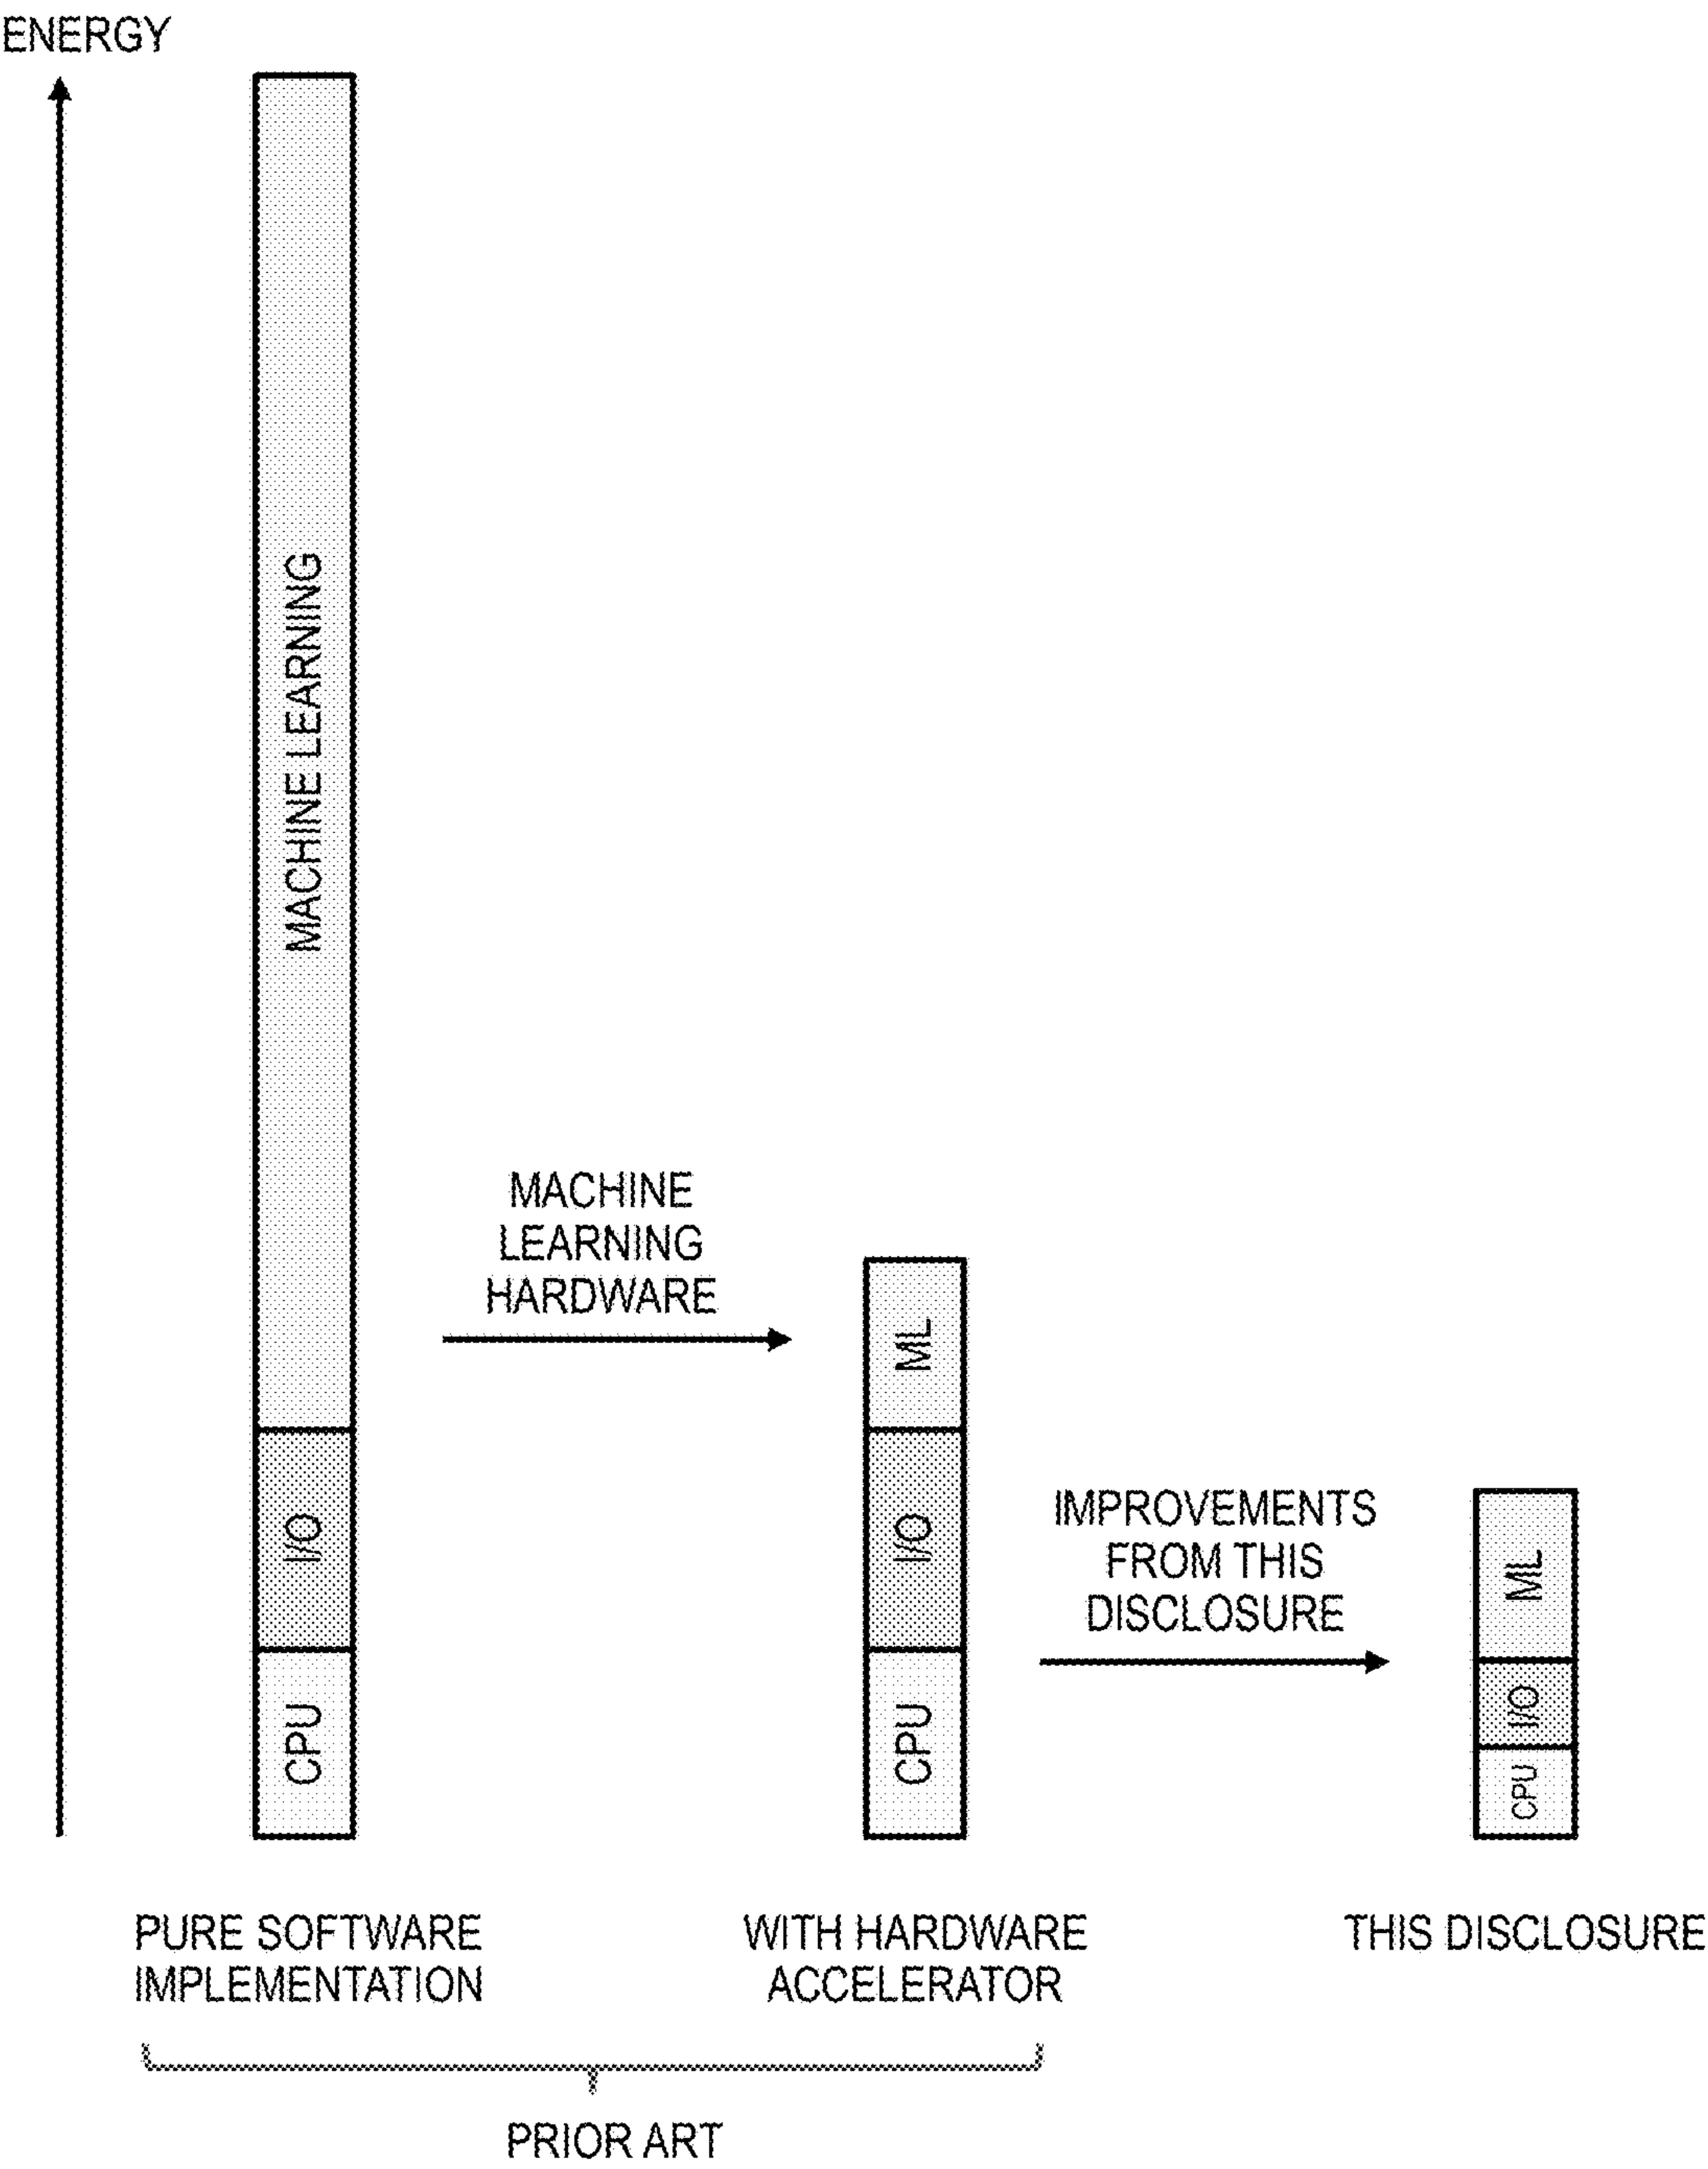 ENERGY
MACHINE LEARNING
I/O
CPU
MACHINE
LEARNING
HARDWARE
ML
I/O
CPU
IMPROVEMENTS
FROM THIS
DISCLOSURE
ML
I/O
CPU
PURE SOFTWARE
IMPLEMENTATION
WITH HARDWARE
ACCELERATOR
THIS DISCLOSURE
PRIOR ART